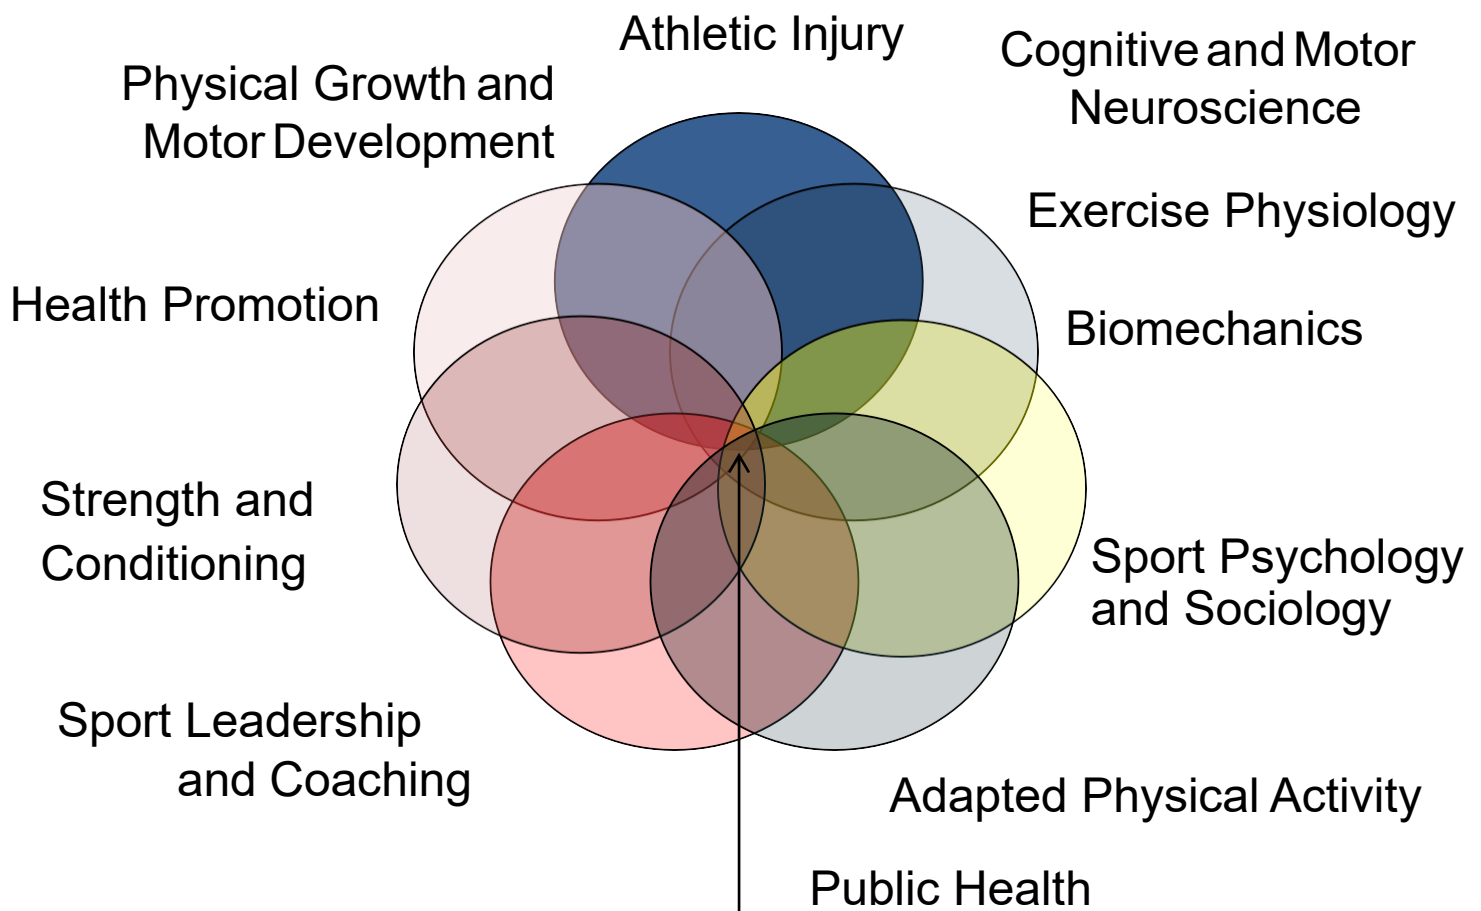 Athletic Injury
Cognitive and Motor
Neuroscience
Physical Growth and
Motor Development
Exercise Physiology
Health Promotion
Biomechanics
Strength and
Conditioning
Sport Psychology
and Sociology
Sport Leadership
and Coaching
Adapted Physical Activity
Public Health